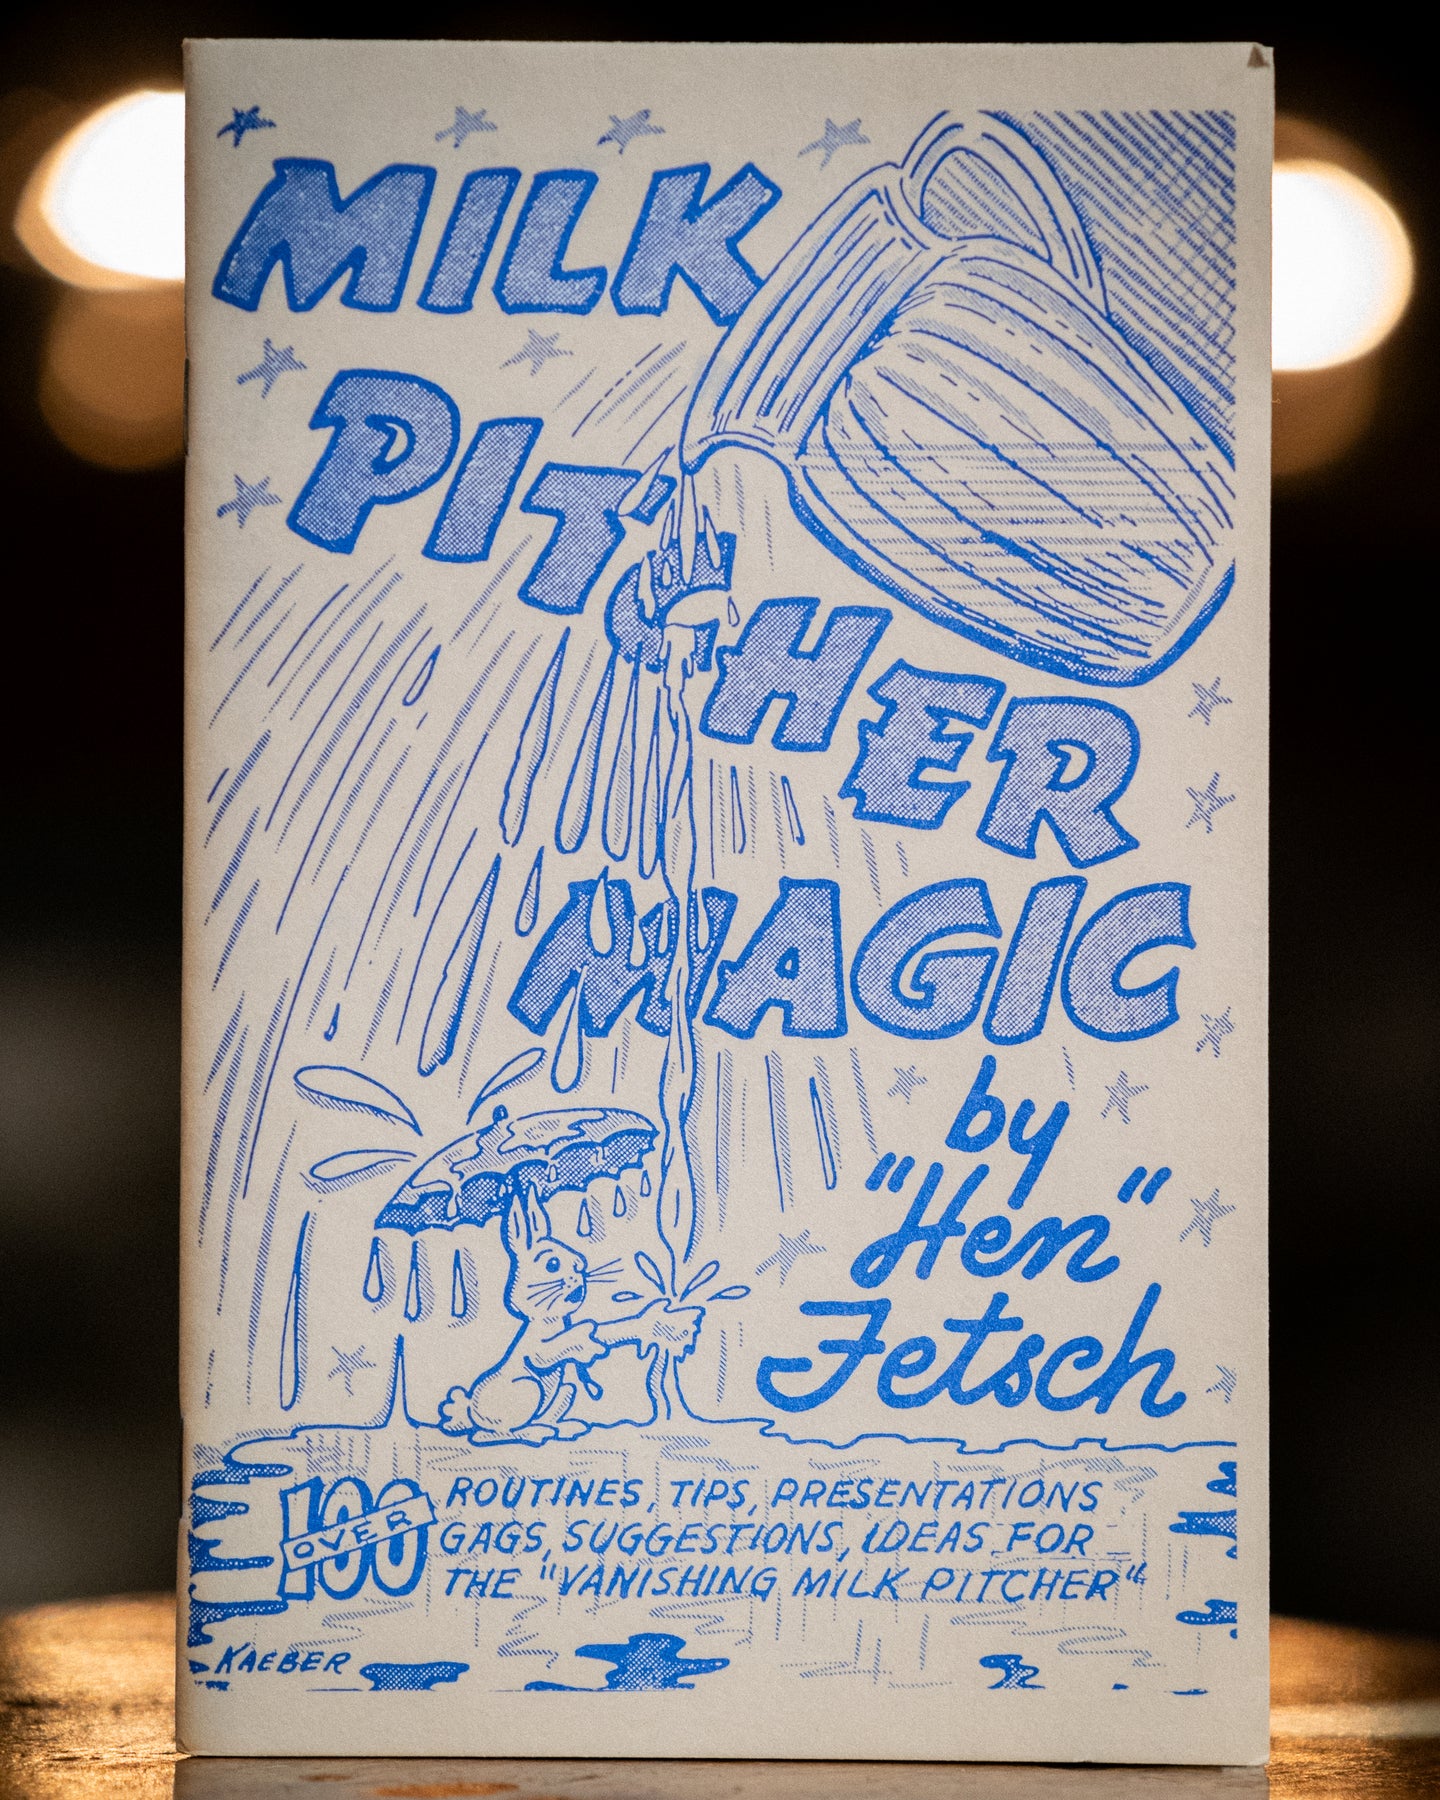 MILK
PITCHER
MAGIC
by
"Hen"
Fetsch
OVER 100 ROUTINES, TIPS, PRESENTATIONS
GAGS, SUGGESTIONS, IDEAS FOR
THE "VANISHING MILK PITCHER"
KAEBER